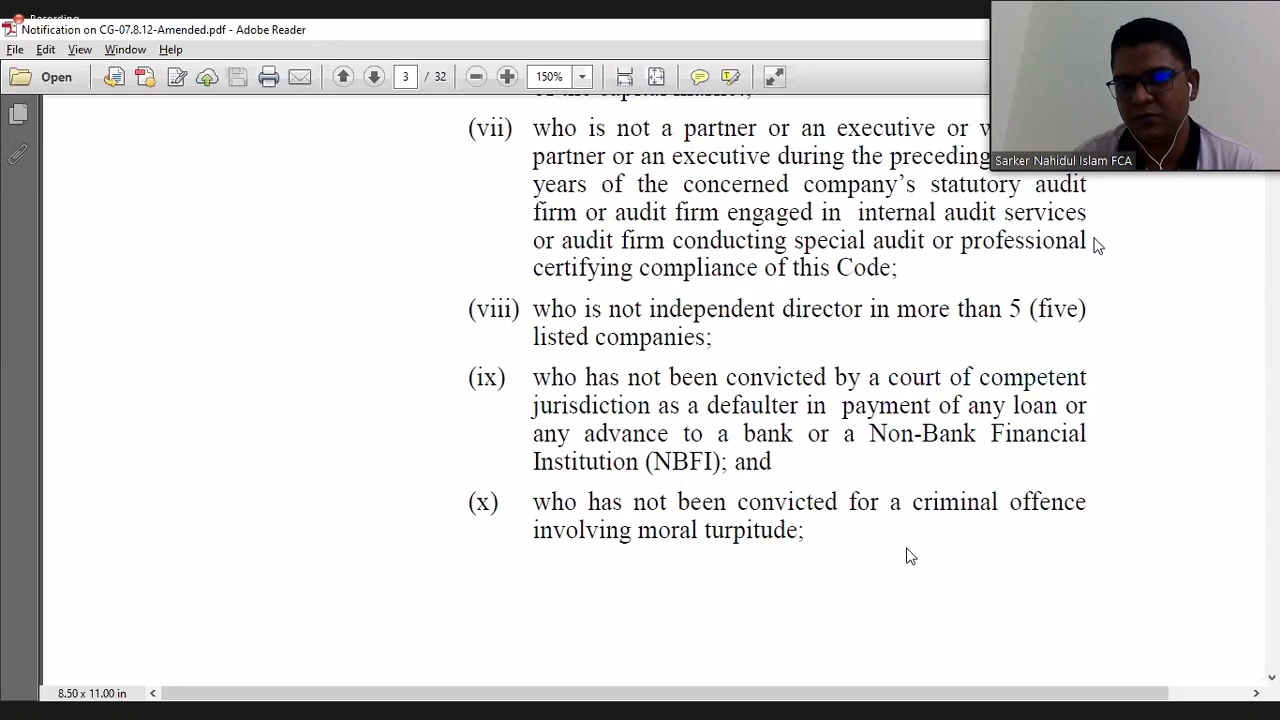 Recording
Notification on CG-07.8.12-Amended.pdf - Adobe Reader
File Edit View Window Help
Open 3 / 32 150%
(vii) who is not a partner or an executive or
partner or an executive during the preceding
years of the concerned company’s statutory audit
firm or audit firm engaged in internal audit services
or audit firm conducting special audit or professional
certifying compliance of this Code;
(viii) who is not independent director in more than 5 (five)
listed companies;
(ix) who has not been convicted by a court of competent
jurisdiction as a defaulter in payment of any loan or
any advance to a bank or a Non-Bank Financial
Institution (NBFI); and
(x) who has not been convicted for a criminal offence
involving moral turpitude;
8.50 x 11.00 in
Sarker Nahidul Islam FCA